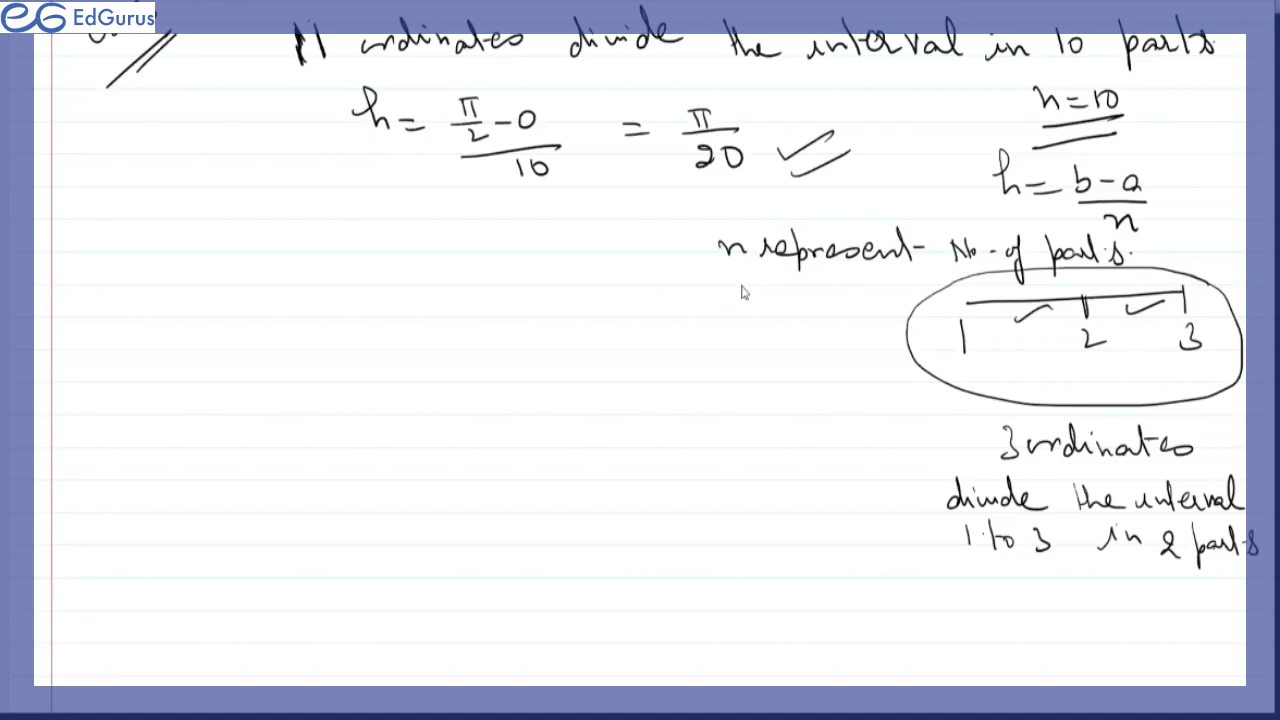 EdGurus
11 ordinates divide the interval in 10 parts
h = (π/2 - 0)/10 = π/20
n = 10
h = (b - a)/n
n represent No. of parts.
1 2 3
3 ordinates
divide the interval
1 to 3 in 2 parts